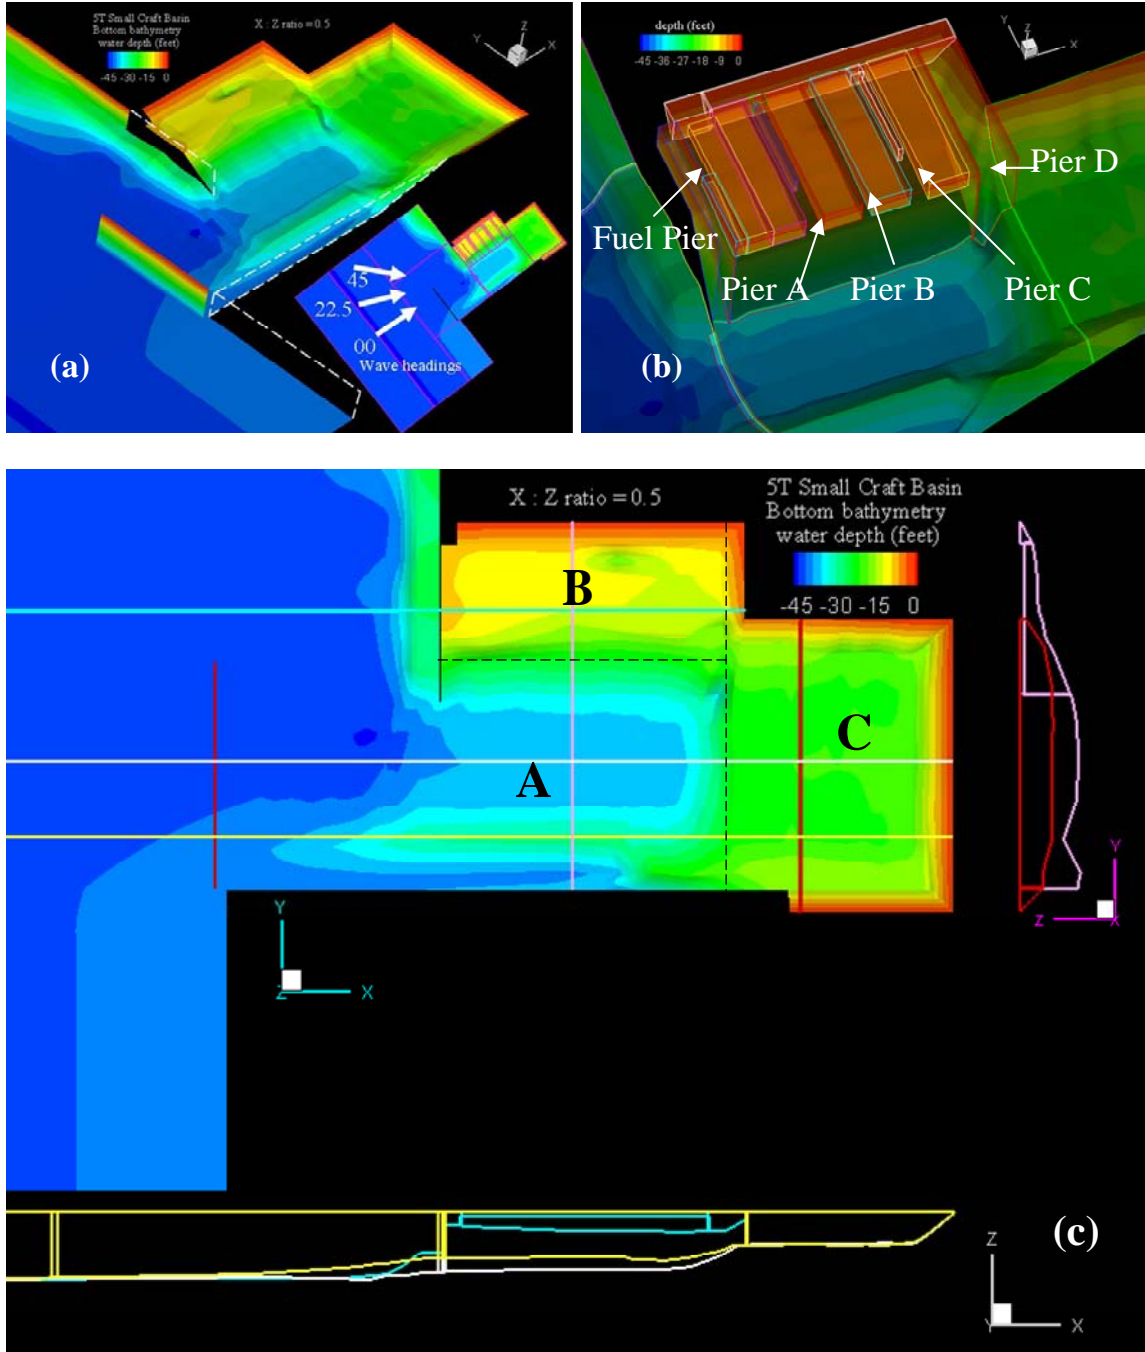 5T Small Craft Basin
Bottom bathymetry
water depth (feet)
-45 -30 -15 0
X : Z ratio = 0.5
Z
Y
X
45
22.5
00
Wave headings
(a)
depth (feet)
-45 -36 -27 -18 -9 0
Z
Y
X
Pier D
Fuel Pier
Pier A
Pier B
Pier C
(b)
X : Z ratio = 0.5
5T Small Craft Basin
Bottom bathymetry
water depth (feet)
-45 -30 -15 0
B
C
A
Y
Z
X
Y
Z
X
(c)
Z
Y
X